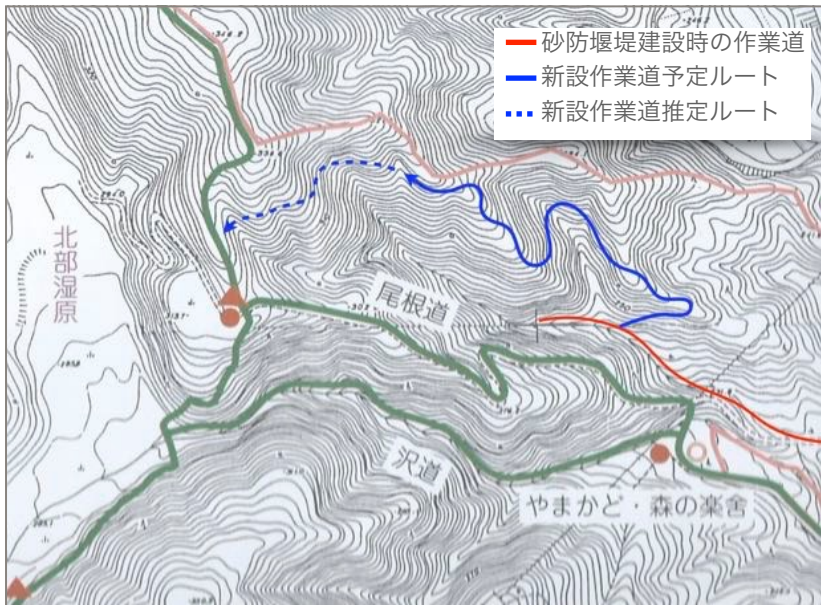 砂防堰堤建設時の作業道
新設作業道予定ルート
新設作業道推定ルート
北部湿原
尾根道
沢道
やまかど・森の楽舎